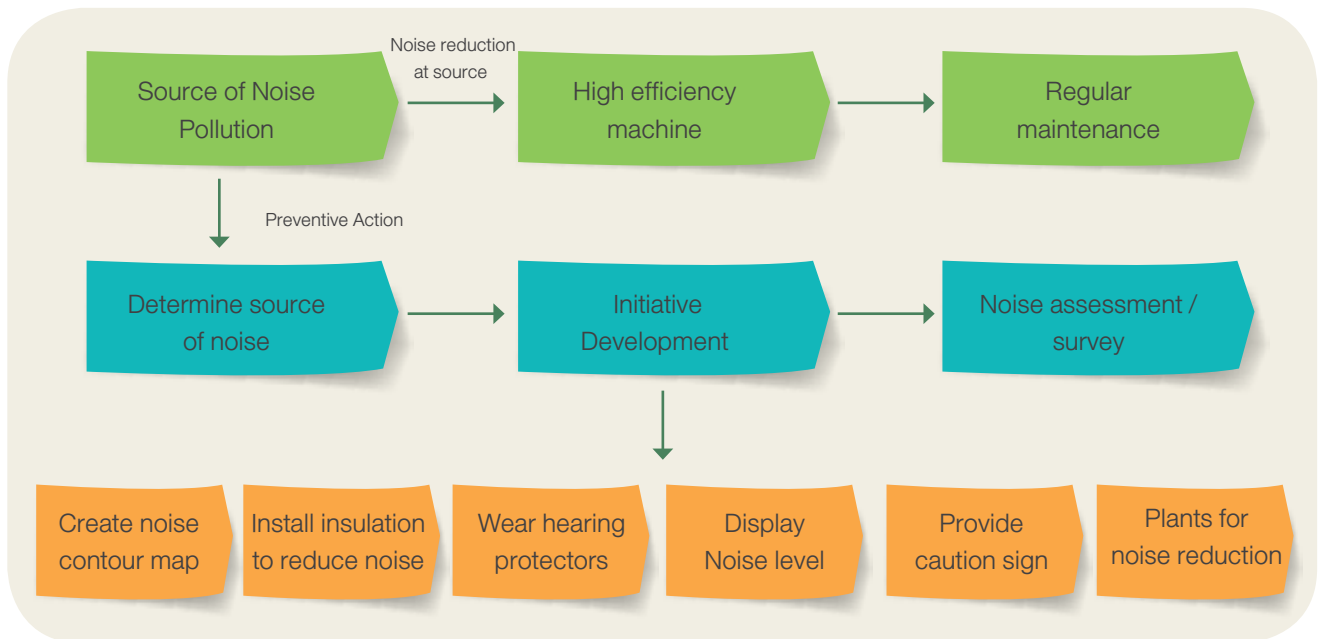 Source of Noise
Pollution
Noise reduction
at source
High efficiency
machine
Regular
maintenance
Preventive Action
Determine source
of noise
Initiative
Development
Noise assessment /
survey
Create noise
contour map
Install insulation
to reduce noise
Wear hearing
protectors
Display
Noise level
Provide
caution sign
Plants for
noise reduction